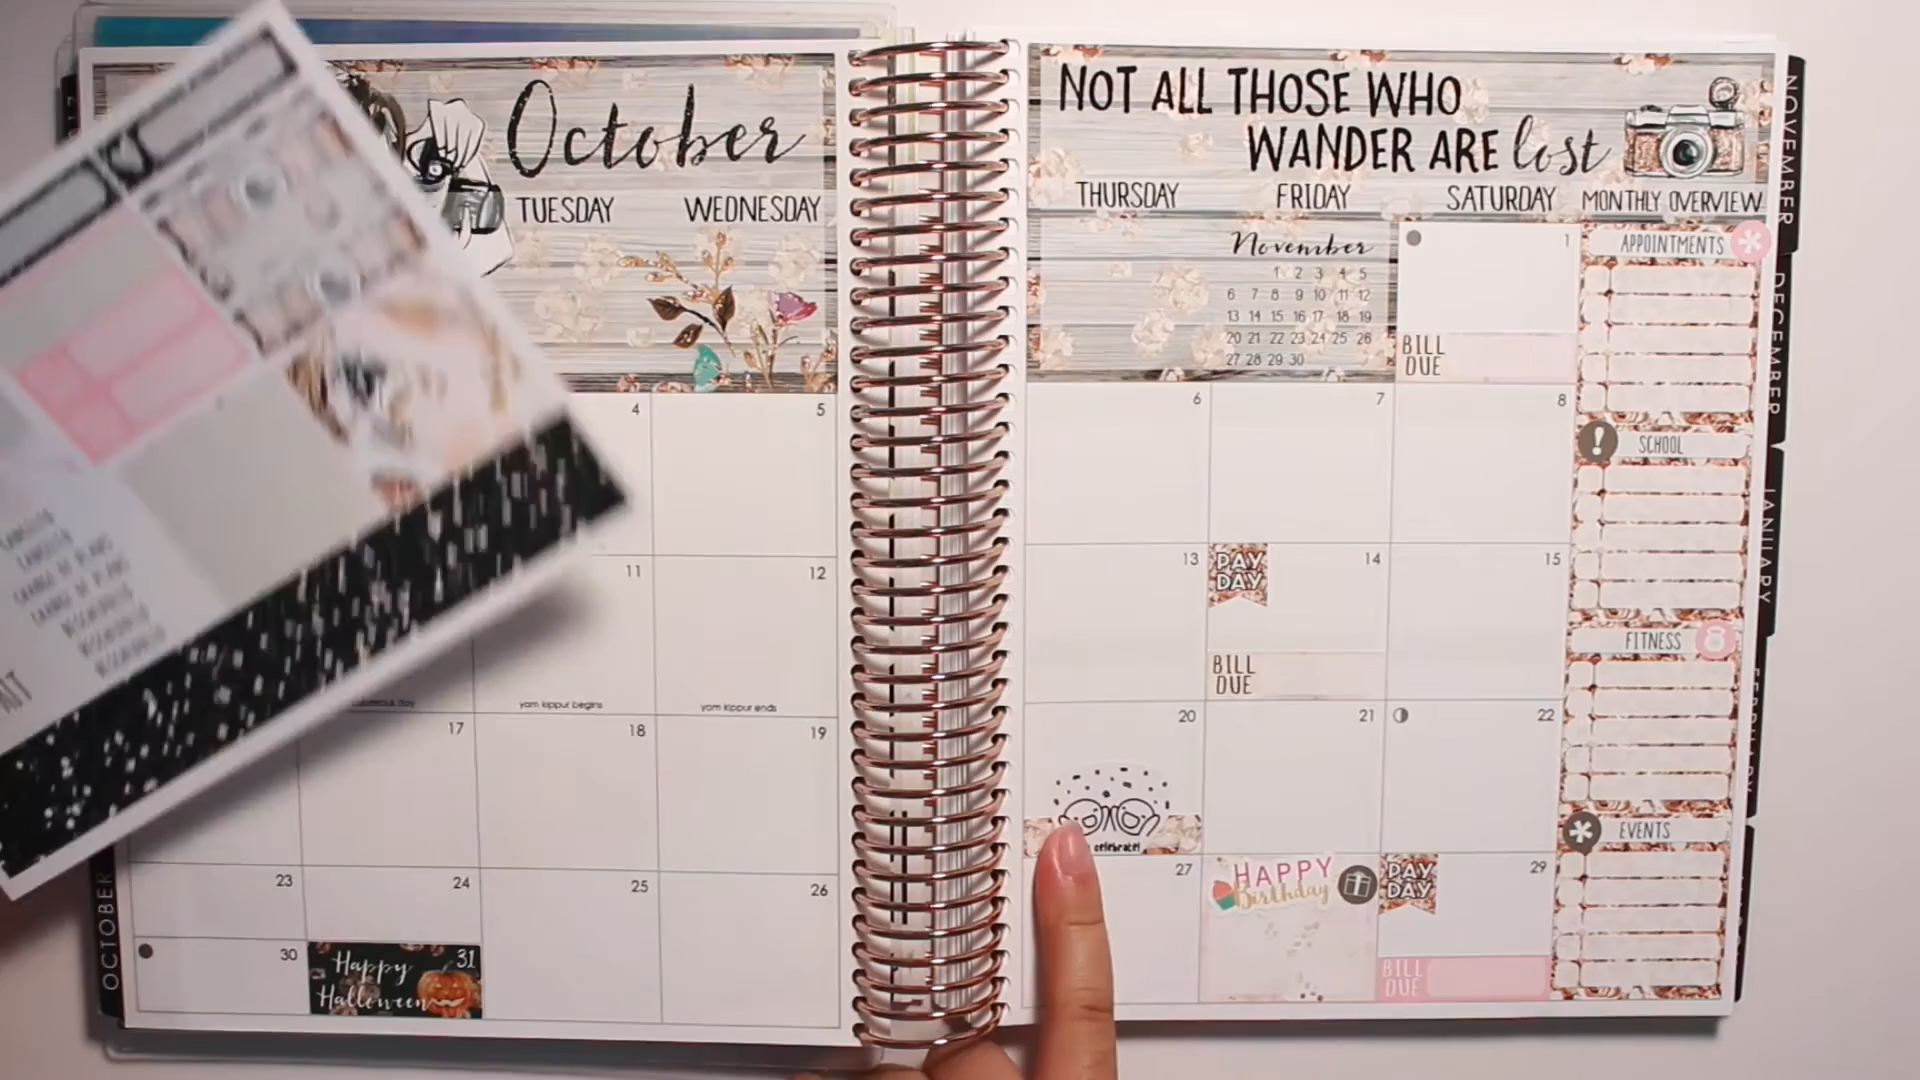 October
TUESDAY
WEDNESDAY
4
5
11
12
yom kippur begins
yom kippur ends
17
18
19
23
24
25
26
30
Happy
Halloween
31
OCTOBER
NOT ALL THOSE WHO
WANDER ARE lost
THURSDAY
FRIDAY
SATURDAY
MONTHLY OVERVIEW
November
1 2 3 4 5
6 7 8 9 10 11 12
13 14 15 16 17 18 19
20 21 22 23 24 25 26
27 28 29 30
1
BILL
DUE
6
7
8
13
PAY
DAY
14
BILL
DUE
15
20
celebrate!
21
22
27
HAPPY
Birthday
PAY
DAY
29
BILL
DUE
APPOINTMENTS
SCHOOL
FITNESS
EVENTS
NOVEMBER
DECEMBER
JANUARY